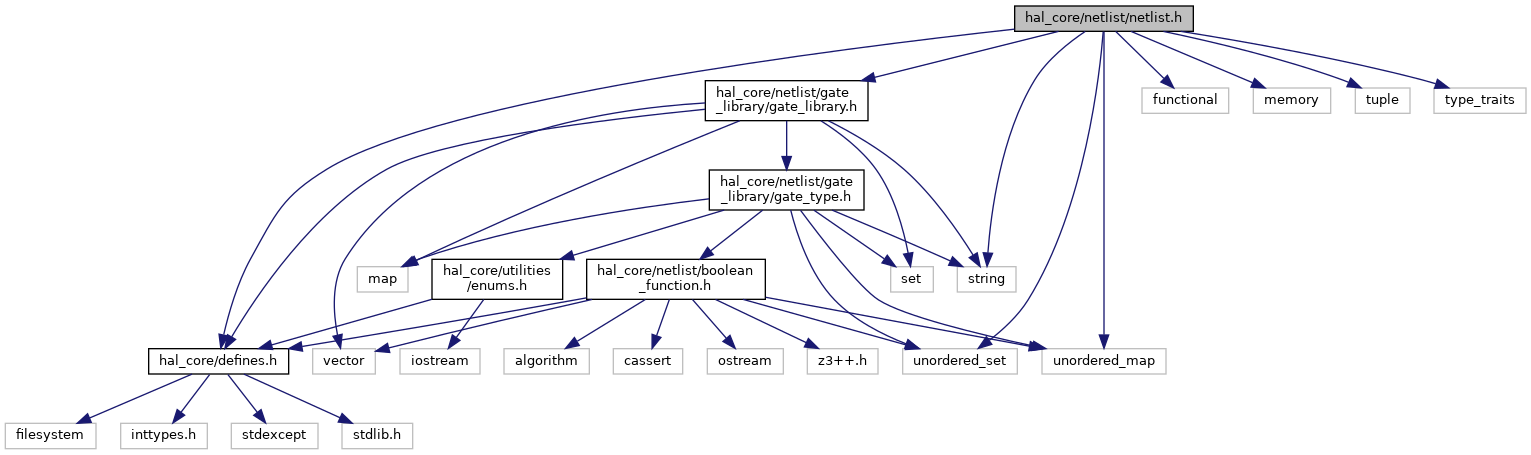 hal_core/netlist/netlist.h
hal_core/netlist/gate
_library/gate_library.h
functional
memory
tuple
type_traits
hal_core/netlist/gate
_library/gate_type.h
map
hal_core/utilities
/enums.h
hal_core/netlist/boolean
_function.h
set
string
hal_core/defines.h
vector
iostream
algorithm
cassert
ostream
z3++.h
unordered_set
unordered_map
filesystem
inttypes.h
stdexcept
stdlib.h